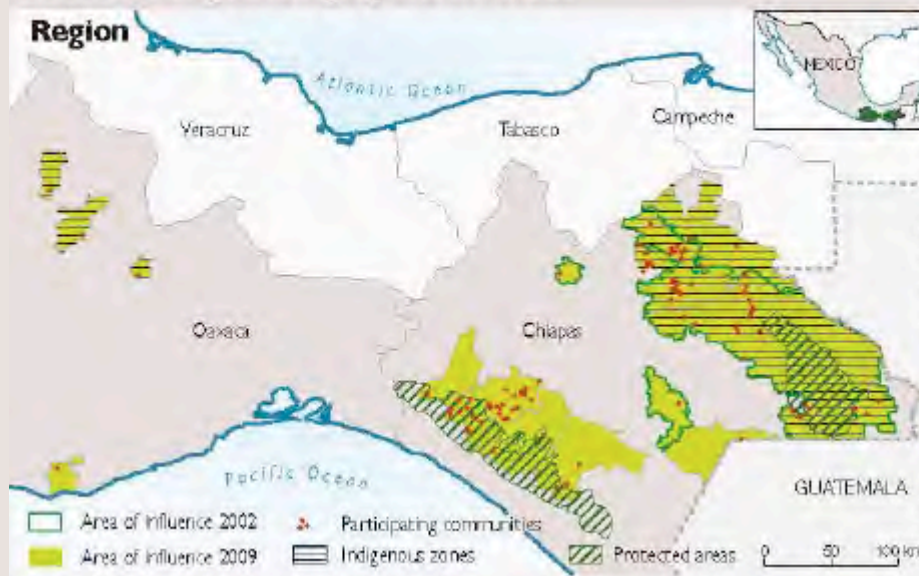 Region
Atlantic Ocean
MEXICO
Veracruz
Tabasco
Campeche
Oaxaca
Chiapas
Pacific Ocean
GUATEMALA
Area of influence 2002
Participating communities
Area of influence 2009
Indigenous zones
Protected areas
0 50 100 km